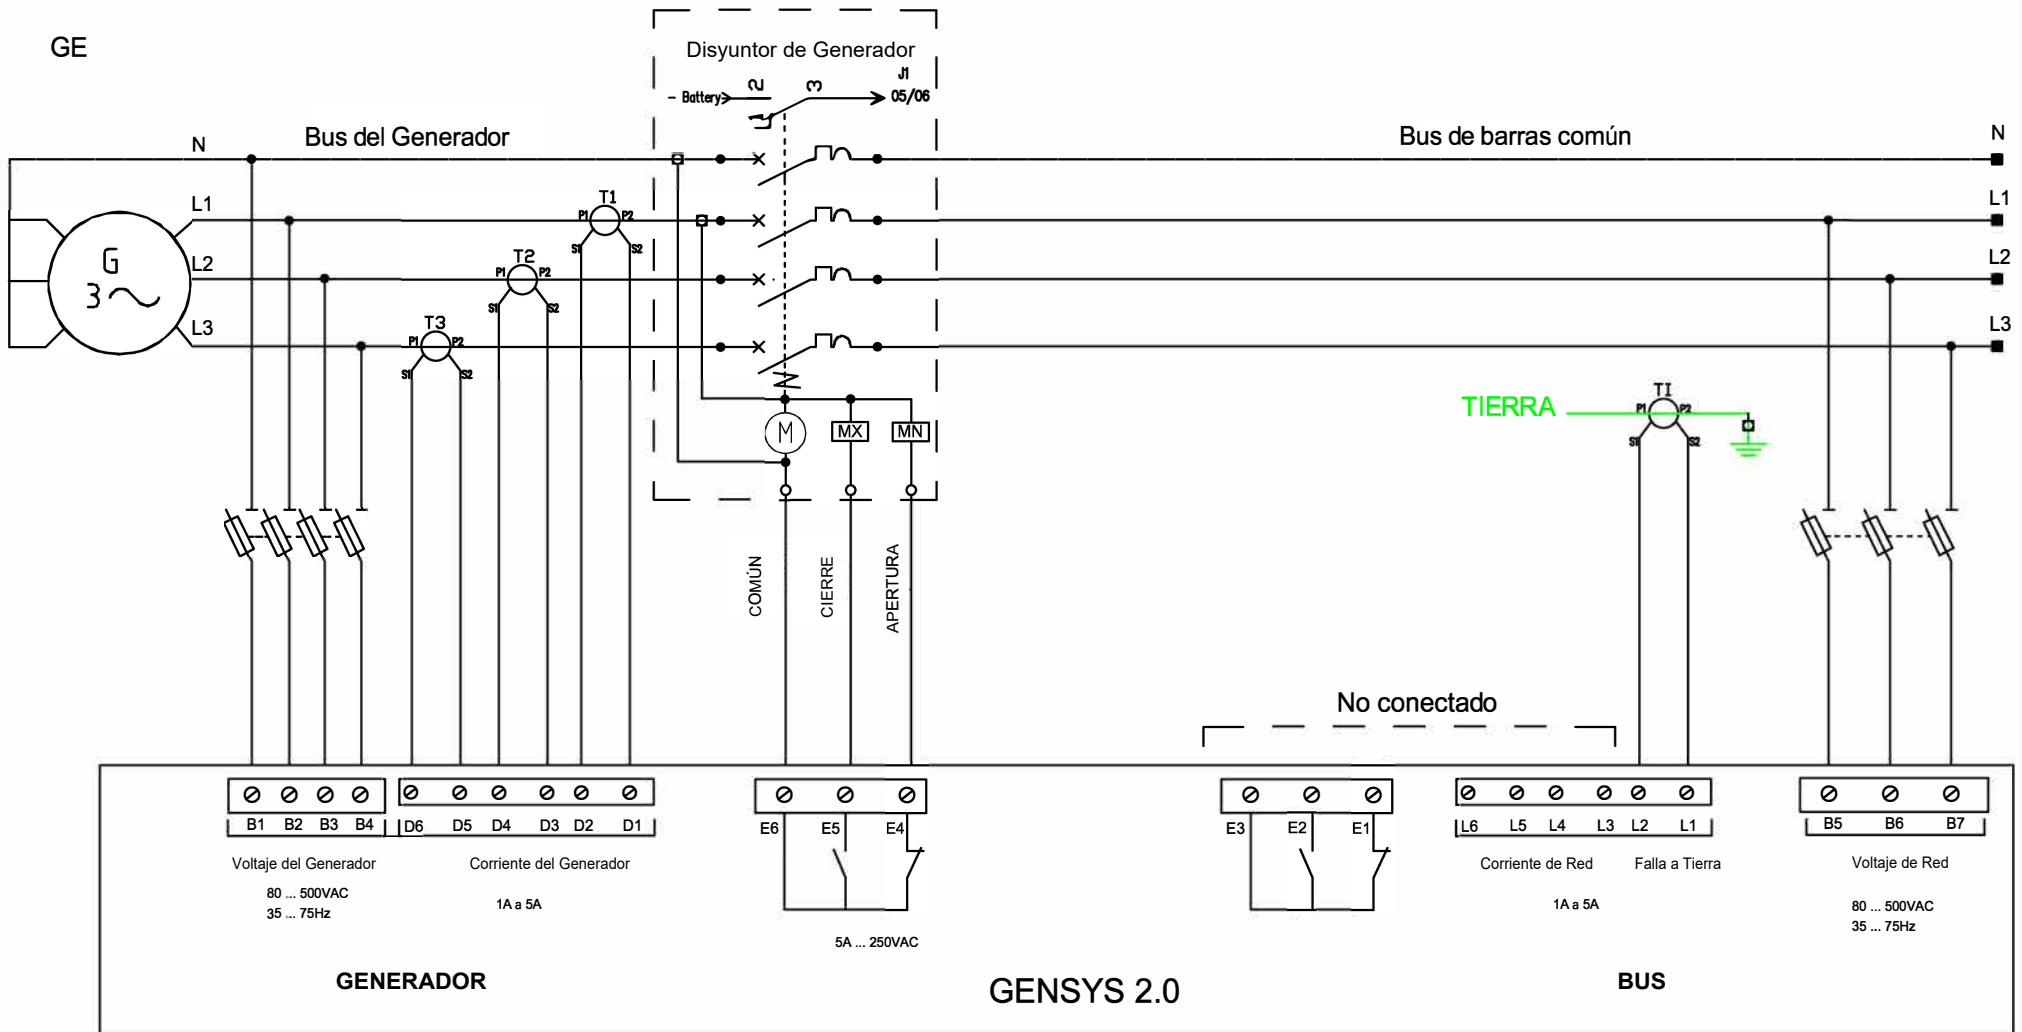 GE
Disyuntor de Generador
J1
- Battery
2
3
05/06
1
Bus del Generador
Bus de barras común
N
N
L1
L1
T1
P1
P2
S1
S2
G
3
L2
L2
T2
P1
P2
S1
S2
L3
L3
T3
P1
P2
S1
S2
M
MX
MN
TIERRA
TI
P1
P2
S1
S2
COMÚN
CIERRE
APERTURA
No conectado
B1 B2 B3 B4
D6 D5 D4 D3 D2 D1
E6 E5 E4
E3 E2 E1
L6 L5 L4 L3 L2 L1
B5 B6 B7
Voltaje del Generador
80 ... 500VAC
35 ... 75Hz
Corriente del Generador
1A a 5A
5A ... 250VAC
Corriente de Red
1A a 5A
Falla a Tierra
Voltaje de Red
80 ... 500VAC
35 ... 75Hz
GENERADOR
GENSYS 2.0
BUS